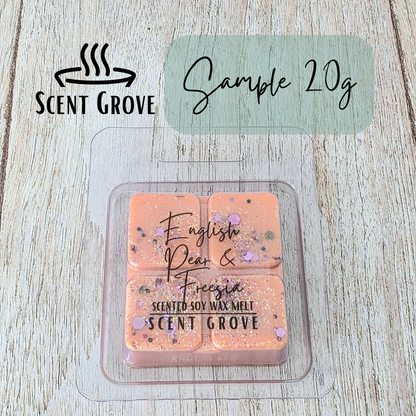 SCENT GROVE
Sample 20g
English
Pear &
Freesia
SCENTED SOY WAX MELT
SCENT GROVE